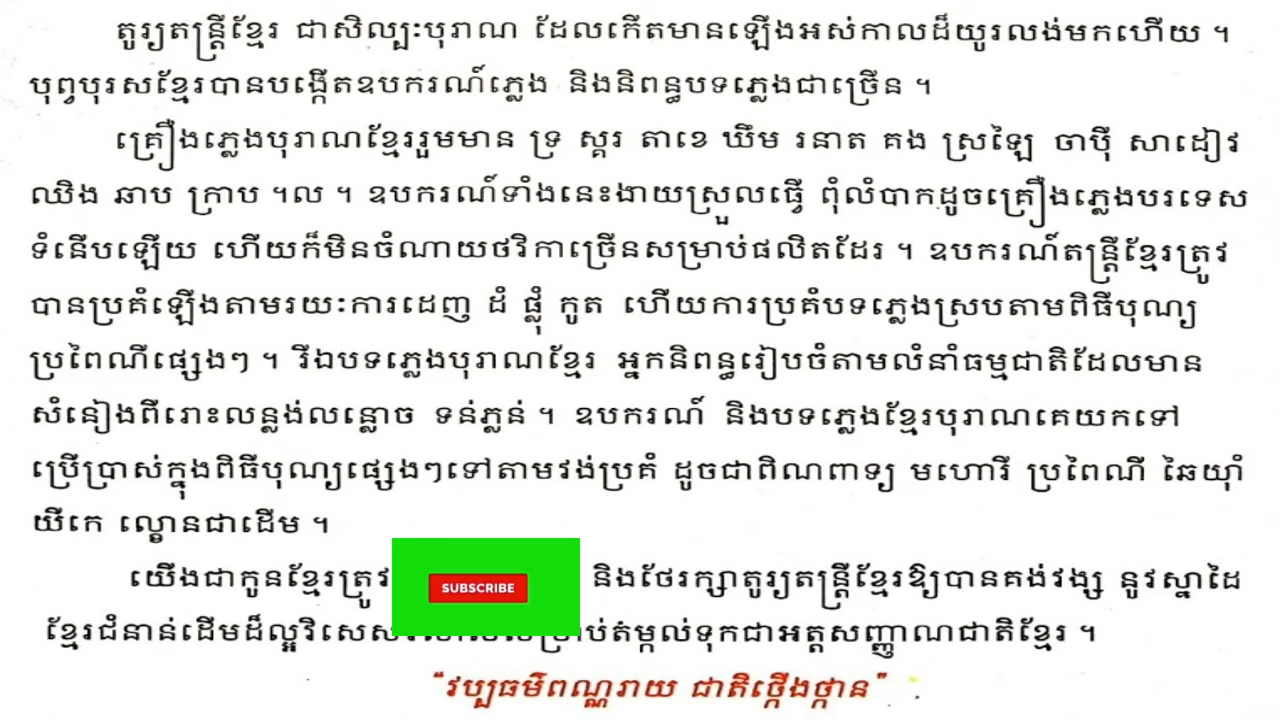 តូរ្យតន្ត្រីខ្មែរ ជាសិល្បៈបុរាណ ដែលកើតមានឡើងអស់កាលដ៏យូរលង់មកហើយ ។
បុព្វបុរសខ្មែរបានបង្កើតឧបករណ៍ភ្លេង និងនិពន្ធបទភ្លេងជាច្រើន ។
គ្រឿងភ្លេងបុរាណខ្មែររួមមាន ទ្រ ស្គរ តាខេ ឃឹម រនាត គង ស្រឡៃ ចាប៉ី សាដៀវ
ឈិង ឆាប ក្រាប ។ល ។ ឧបករណ៍ទាំងនេះងាយស្រួលធ្វើ ពុំលំបាកដូចគ្រឿងភ្លេងបរទេស
ទំនើបឡើយ ហើយក៏មិនចំណាយថវិកាច្រើនសម្រាប់ផលិតដែរ ។ ឧបករណ៍តន្ត្រីខ្មែរត្រូវ
បានប្រគំឡើងតាមរយៈការដេញ ដំ ផ្លុំ កូត ហើយការប្រគំបទភ្លេងស្របតាមពិធីបុណ្យ
ប្រពៃណីផ្សេងៗ ។ រីឯបទភ្លេងបុរាណខ្មែរ អ្នកនិពន្ធរៀបចំតាមលំនាំធម្មជាតិដែលមាន
សំនៀងពីរោះលន្លង់លន្លោច ទន់ភ្លន់ ។ ឧបករណ៍ និងបទភ្លេងខ្មែរបុរាណគេយកទៅ
ប្រើប្រាស់ក្នុងពិធីបុណ្យផ្សេងៗទៅតាមវង់ប្រគំ ដូចជាពិណពាទ្យ មហោរី ប្រពៃណី ឆៃយ៉ាំ
យីកេ ល្ខោនជាដើម ។
យើងជាកូនខ្មែរត្រូវ SUBSCRIBE និងថែរក្សាតូរ្យតន្ត្រីខ្មែរឱ្យបានគង់វង្ស នូវស្នាដៃ
ខ្មែរជំនាន់ដើមដ៏ល្អវិសេស តំម្កល់ទុកជាអត្តសញ្ញាណជាតិខ្មែរ ។
“វប្បធម៌ពណ្ណរាយ ជាតិថ្កើងថ្កាន”